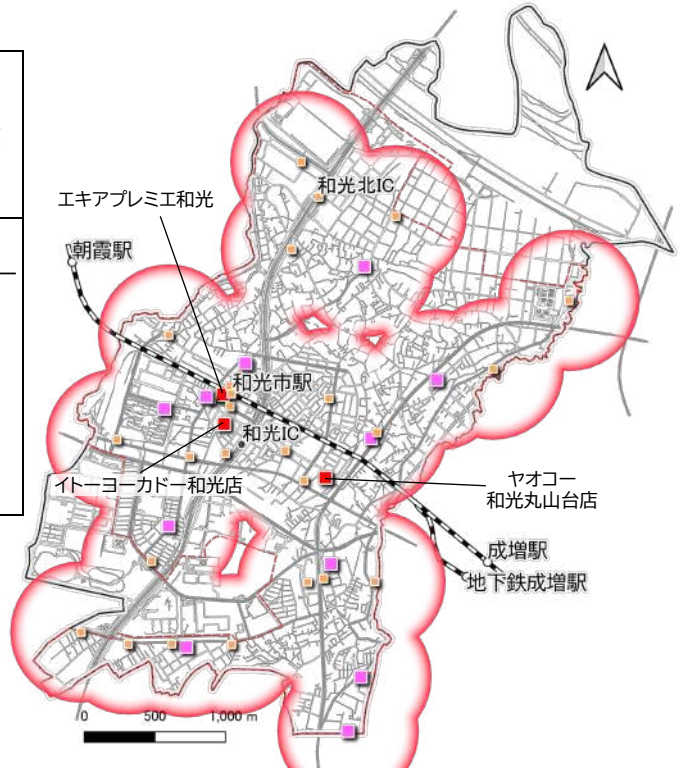 和光北IC
エキアプレミエ和光
朝霞駅
和光市駅
和光IC
イトーヨーカドー和光店
ヤオコー
和光丸山台店
成増駅
地下鉄成増駅
0 500 1,000 m